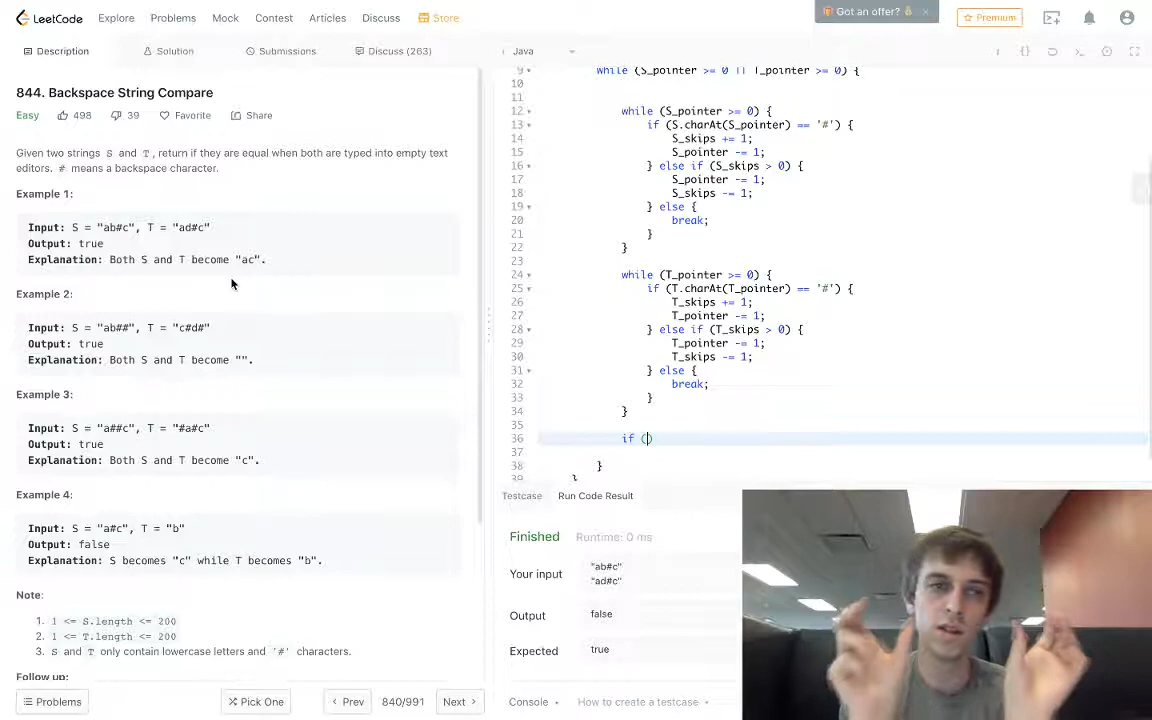 LeetCode Explore Problems Mock Contest Articles Discuss Store
Got an offer? ×
Premium
Description Solution Submissions Discuss (263)
Java
844. Backspace String Compare
Easy 498 39 Favorite Share
Given two strings S and T, return if they are equal when both are typed into empty text
editors. # means a backspace character.
Example 1:
Input: S = "ab#c", T = "ad#c"
Output: true
Explanation: Both S and T become "ac".
Example 2:
Input: S = "ab##", T = "c#d#"
Output: true
Explanation: Both S and T become "".
Example 3:
Input: S = "a##c", T = "#a#c"
Output: true
Explanation: Both S and T become "c".
Example 4:
Input: S = "a#c", T = "b"
Output: false
Explanation: S becomes "c" while T becomes "b".
Note:
1. 1 <= S.length <= 200
2. 1 <= T.length <= 200
3. S and T only contain lowercase letters and '#' characters.
Follow up:
Problems Pick One Prev 840/991 Next
9 while (S_pointer >= 0 || T_pointer >= 0) {
10
11
12 while (S_pointer >= 0) {
13 if (S.charAt(S_pointer) == '#') {
14 S_skips += 1;
15 S_pointer -= 1;
16 } else if (S_skips > 0) {
17 S_pointer -= 1;
18 S_skips -= 1;
19 } else {
20 break;
21 }
22 }
23
24 while (T_pointer >= 0) {
25 if (T.charAt(T_pointer) == '#') {
26 T_skips += 1;
27 T_pointer -= 1;
28 } else if (T_skips > 0) {
29 T_pointer -= 1;
30 T_skips -= 1;
31 } else {
32 break;
33 }
34 }
35
36 if ()
37
38 }
39 }
Testcase Run Code Result
Finished Runtime: 0 ms
Your input "ab#c"
"ad#c"
Output false
Expected true
Console How to create a testcase